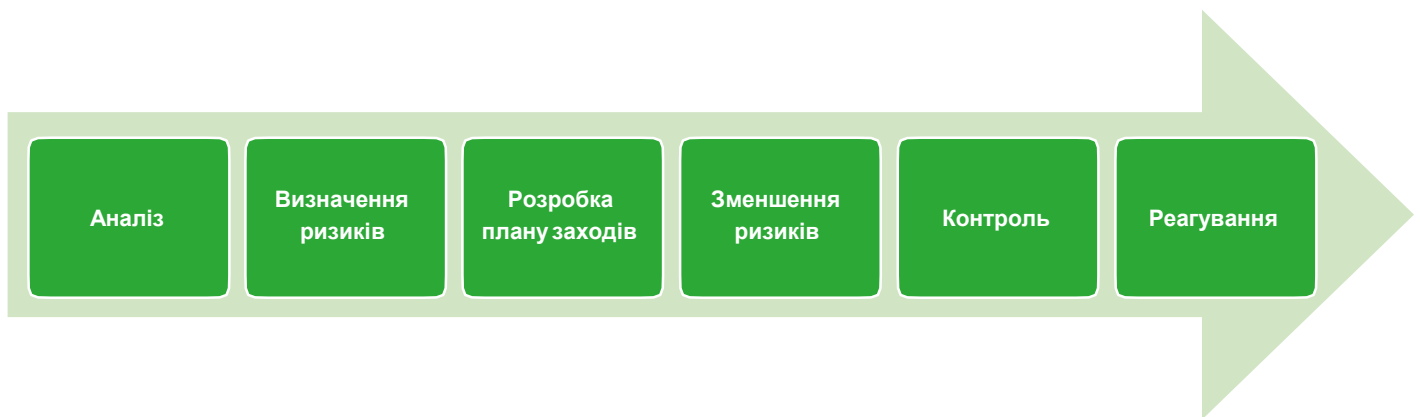 Аналіз
Визначення
ризиків
Розробка
плану заходів
Зменшення
ризиків
Контроль
Реагування